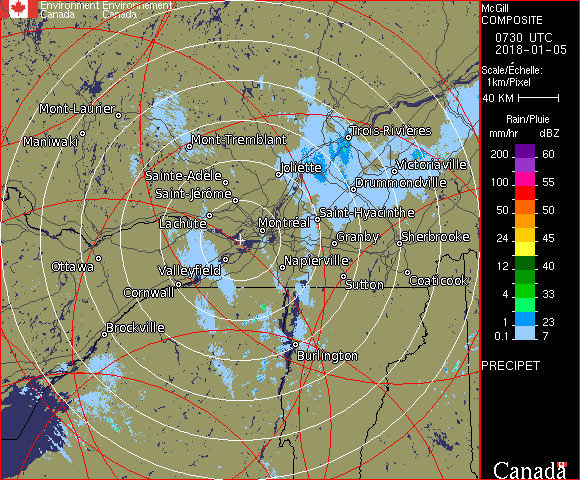 Environment Environnement
Canada Canada
McGill
COMPOSITE
0730 UTC
2018-01-05
Scale/Échelle:
1km/Pixel
40 KM
Rain/Pluie
mm/hr dBZ
200 60
100 55
50 50
24 45
12 40
4 33
1 23
0.1 7
PRECIPET
Canada
Mont-Laurier
Maniwaki
Mont-Tremblant
Trois-Rivières
Joliette
Victoriaville
Sainte-Adèle
Drummondville
Saint-Jérôme
Lachute
Saint-Hyacinthe
Montréal
Granby
Sherbrooke
Ottawa
Valleyfield
Napierville
Cornwall
Sutton
Coaticook
Brockville
Burlington